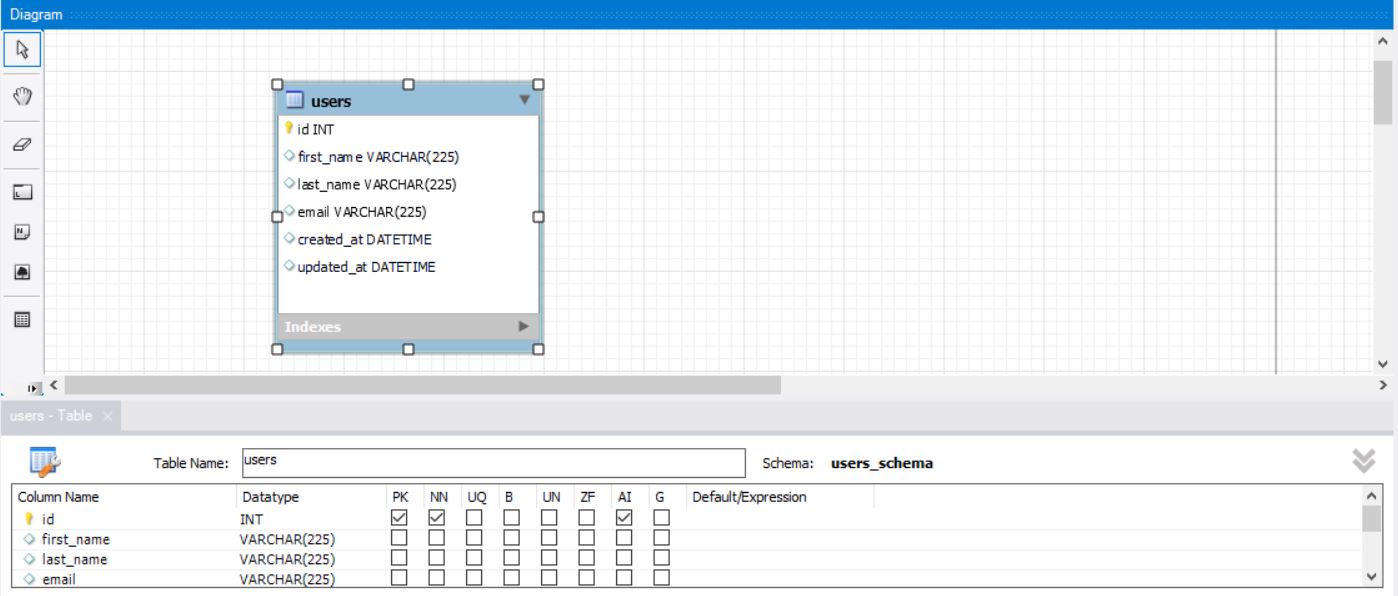 Diagram
users
id INT
first_name VARCHAR(225)
last_name VARCHAR(225)
email VARCHAR(225)
created_at DATETIME
updated_at DATETIME
Indexes
users - Table
Table Name: users Schema: users_schema
Column Name Datatype PK NN UQ B UN ZF AI G Default/Expression
id INT
first_name VARCHAR(225)
last_name VARCHAR(225)
email VARCHAR(225)